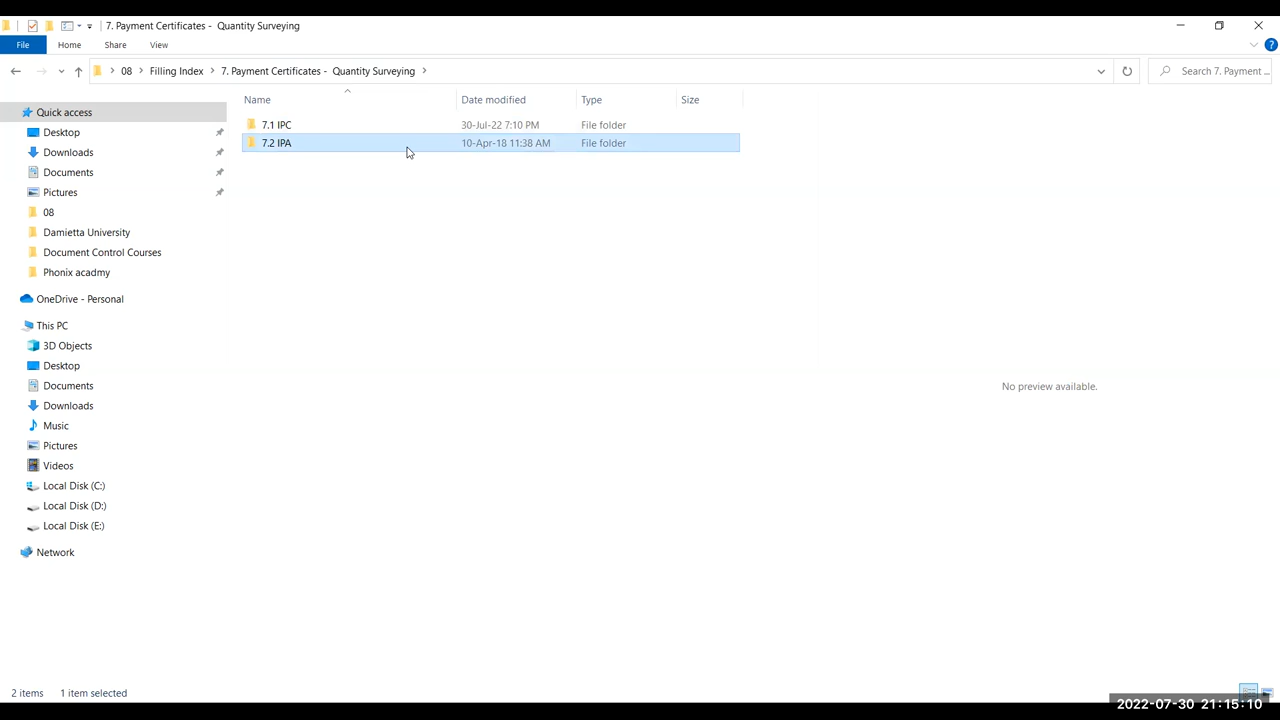 7. Payment Certificates -  Quantity Surveying
File
Home
Share
View
08
Filling Index
7. Payment Certificates -  Quantity Surveying
Search 7. Payment ...
Name
Date modified
Type
Size
7.1 IPC
30-Jul-22 7:10 PM
File folder
7.2 IPA
10-Apr-18 11:38 AM
File folder
Quick access
Desktop
Downloads
Documents
Pictures
08
Damietta University
Document Control Courses
Phonix acadmy
OneDrive - Personal
This PC
3D Objects
Desktop
Documents
Downloads
Music
Pictures
Videos
Local Disk (C:)
Local Disk (D:)
Local Disk (E:)
Network
No preview available.
2 items
1 item selected
2022-07-30 21:15:10